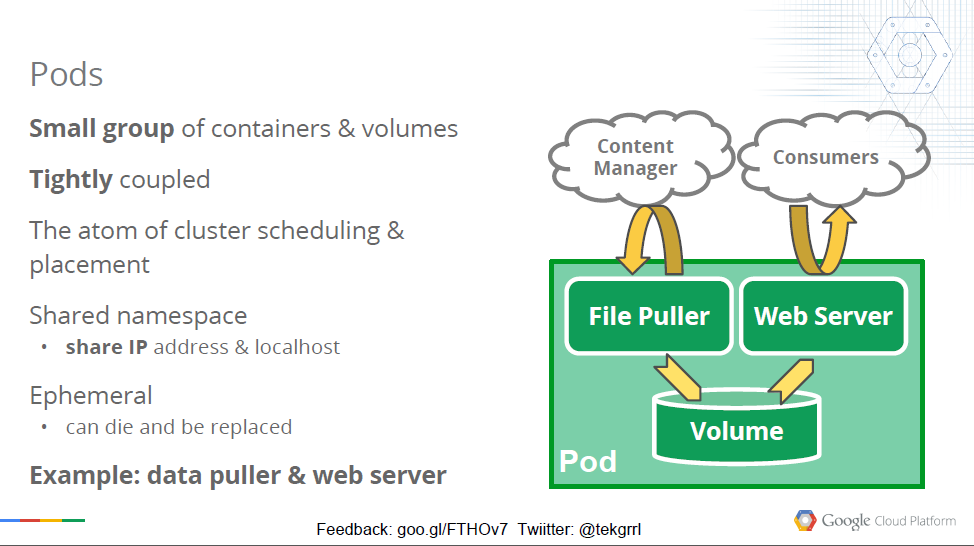 Pods
Small group of containers & volumes
Tightly coupled
The atom of cluster scheduling &
placement
Shared namespace
• share IP address & localhost
Ephemeral
• can die and be replaced
Example: data puller & web server
Content
Manager
Consumers
File Puller
Web Server
Volume
Pod
Feedback: goo.gl/FTHOv7 Twiitter: @tekgrrl
Google Cloud Platform